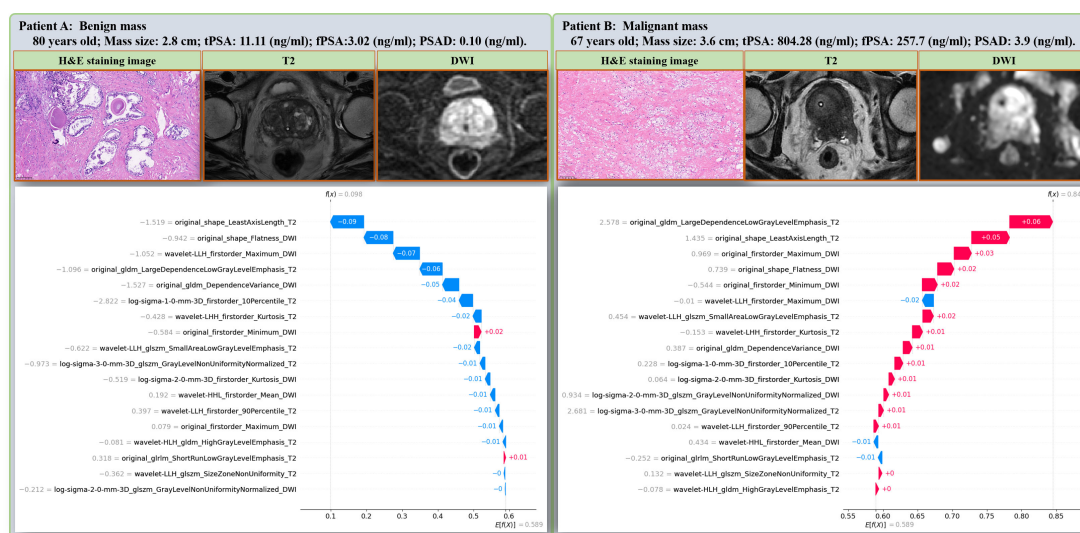 Patient A: Benign mass
80 years old; Mass size: 2.8 cm; tPSA: 11.11 (ng/ml); fPSA:3.02 (ng/ml); PSAD: 0.10 (ng/ml).
H&E staining image T2 DWI
f(x) = 0.098
−1.519 = original_shape_LeastAxisLength_T2 −0.09
−0.942 = original_shape_Flatness_DWI −0.08
−1.052 = wavelet-LLH_firstorder_Maximum_DWI −0.07
−1.096 = original_gldm_LargeDependenceLowGrayLevelEmphasis_T2 −0.06
−1.527 = original_gldm_DependenceVariance_DWI −0.05
−2.822 = log-sigma-1-0-mm-3D_firstorder_10Percentile_T2 −0.04
−0.428 = wavelet-LHH_firstorder_Kurtosis_T2 −0.02
−0.584 = original_firstorder_Minimum_DWI +0.02
−0.622 = wavelet-LLH_glszm_SmallAreaLowGrayLevelEmphasis_T2 −0.02
−0.973 = log-sigma-3-0-mm-3D_glszm_GrayLevelNonUniformityNormalized_T2 −0.01
−0.519 = log-sigma-2-0-mm-3D_firstorder_Kurtosis_DWI −0.01
0.192 = wavelet-HHL_firstorder_Mean_DWI −0.01
0.397 = wavelet-LLH_firstorder_90Percentile_T2 −0.01
0.079 = original_firstorder_Maximum_DWI −0.01
−0.081 = wavelet-HLH_gldm_HighGrayLevelEmphasis_T2 −0.01
0.318 = original_glrlm_ShortRunLowGrayLevelEmphasis_T2 +0.01
−0.362 = wavelet-LLH_glszm_SizeZoneNonUniformity_T2 −0
−0.212 = log-sigma-2-0-mm-3D_glszm_GrayLevelNonUniformityNormalized_DWI −0
0.1 0.2 0.3 0.4 0.5 0.6
E[f(X)] = 0.589
Patient B: Malignant mass
67 years old; Mass size: 3.6 cm; tPSA: 804.28 (ng/ml); fPSA: 257.7 (ng/ml); PSAD: 3.9 (ng/ml).
H&E staining image T2 DWI
f(x) = 0.84
2.578 = original_gldm_LargeDependenceLowGrayLevelEmphasis_T2 +0.06
1.435 = original_shape_LeastAxisLength_T2 +0.05
0.969 = original_firstorder_Maximum_DWI +0.03
0.739 = original_shape_Flatness_DWI +0.02
−0.544 = original_firstorder_Minimum_DWI +0.02
−0.01 = wavelet-LLH_firstorder_Maximum_DWI −0.02
0.454 = wavelet-LLH_glszm_SmallAreaLowGrayLevelEmphasis_T2 +0.02
−0.153 = wavelet-LHH_firstorder_Kurtosis_T2 +0.01
0.387 = original_gldm_DependenceVariance_DWI +0.01
0.228 = log-sigma-1-0-mm-3D_firstorder_10Percentile_T2 +0.01
0.064 = log-sigma-2-0-mm-3D_firstorder_Kurtosis_DWI +0.01
0.934 = log-sigma-2-0-mm-3D_glszm_GrayLevelNonUniformityNormalized_DWI +0.01
2.681 = log-sigma-3-0-mm-3D_glszm_GrayLevelNonUniformityNormalized_T2 +0.01
0.024 = wavelet-LLH_firstorder_90Percentile_T2 +0.01
0.434 = wavelet-HHL_firstorder_Mean_DWI −0.01
−0.252 = original_glrlm_ShortRunLowGrayLevelEmphasis_T2 −0.01
0.132 = wavelet-LLH_glszm_SizeZoneNonUniformity_T2 +0
−0.078 = wavelet-HLH_gldm_HighGrayLevelEmphasis_T2 +0
0.55 0.60 0.65 0.70 0.75 0.80 0.85
E[f(X)] = 0.589